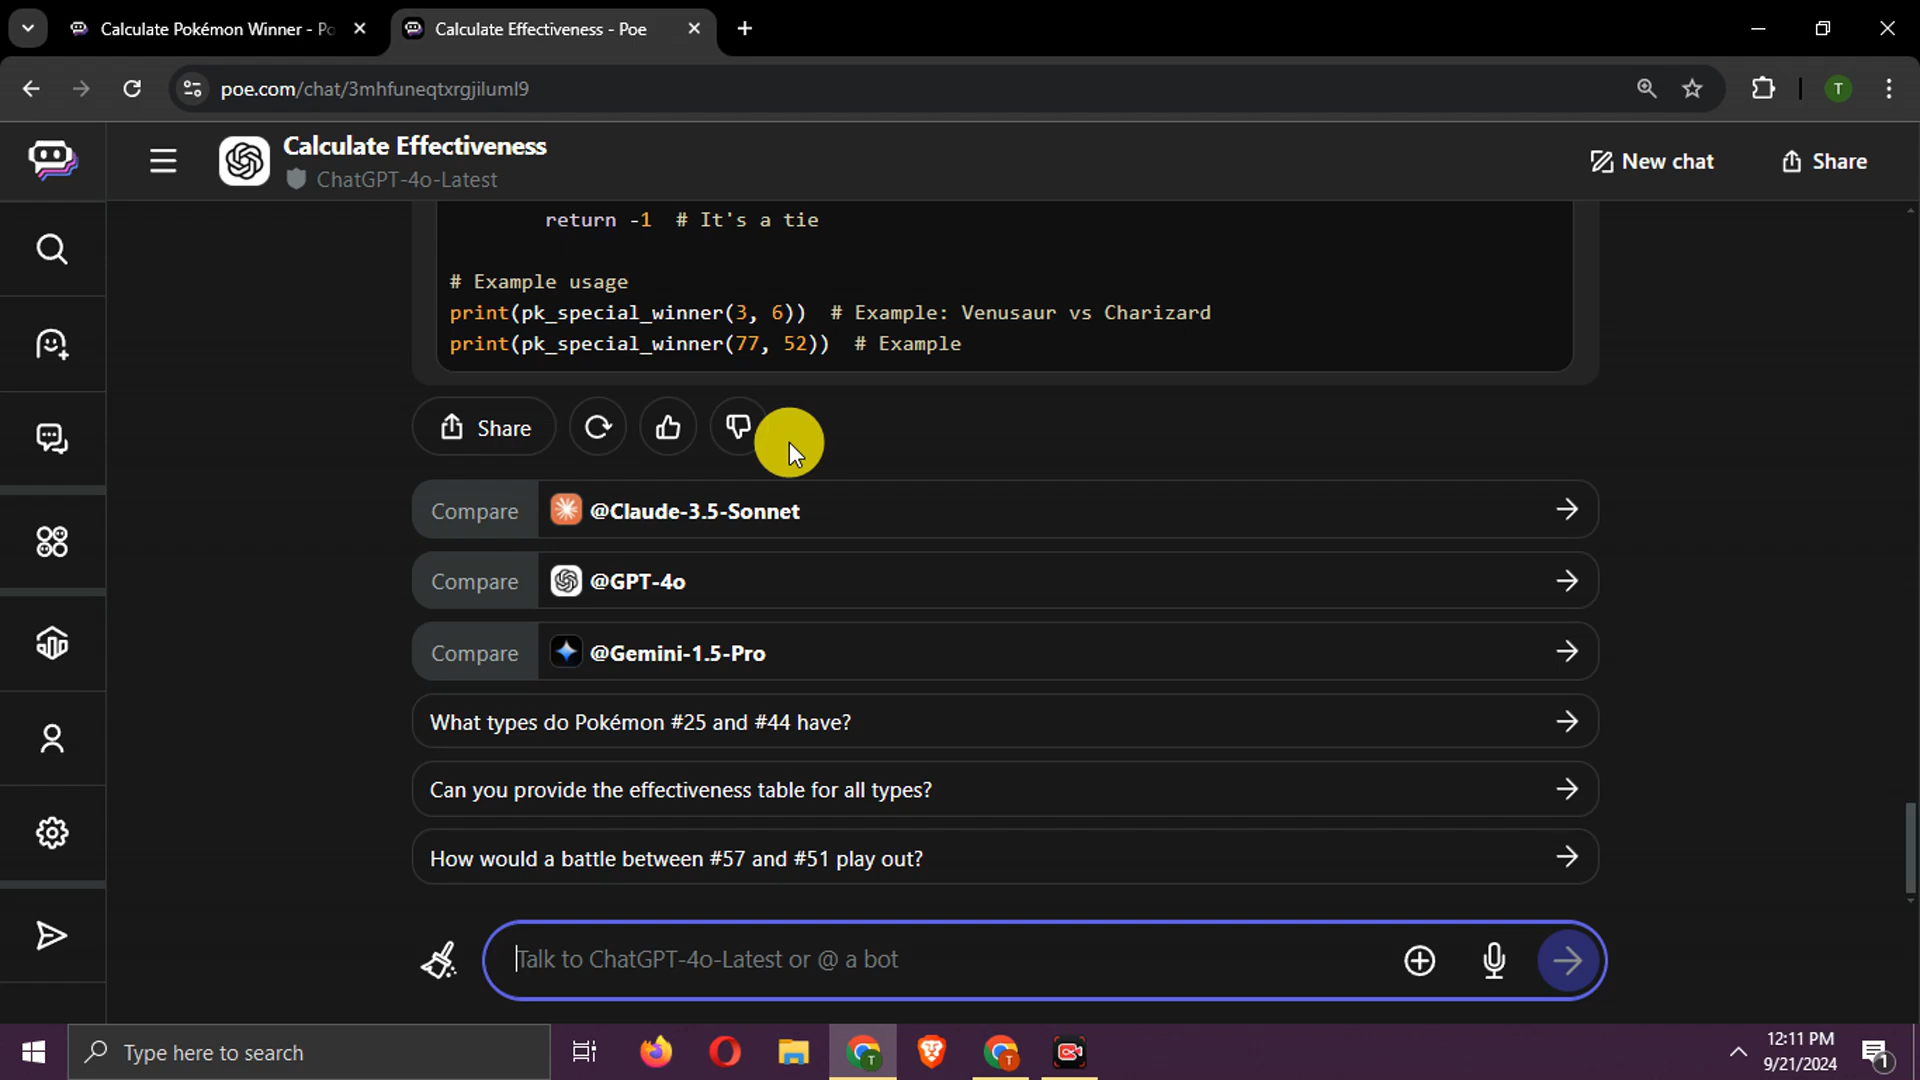 Calculate Pokémon Winner - Po
Calculate Effectiveness - Poe
poe.com/chat/3mhfuneqtxrgjiluml9
T
Calculate Effectiveness
ChatGPT-4o-Latest
New chat
Share
return -1  # It's a tie
# Example usage
print(pk_special_winner(3, 6))  # Example: Venusaur vs Charizard
print(pk_special_winner(77, 52))  # Example
Share
Compare @Claude-3.5-Sonnet
Compare @GPT-4o
Compare @Gemini-1.5-Pro
What types do Pokémon #25 and #44 have?
Can you provide the effectiveness table for all types?
How would a battle between #57 and #51 play out?
Talk to ChatGPT-4o-Latest or @ a bot
Type here to search
T
T
12:11 PM
9/21/2024
1